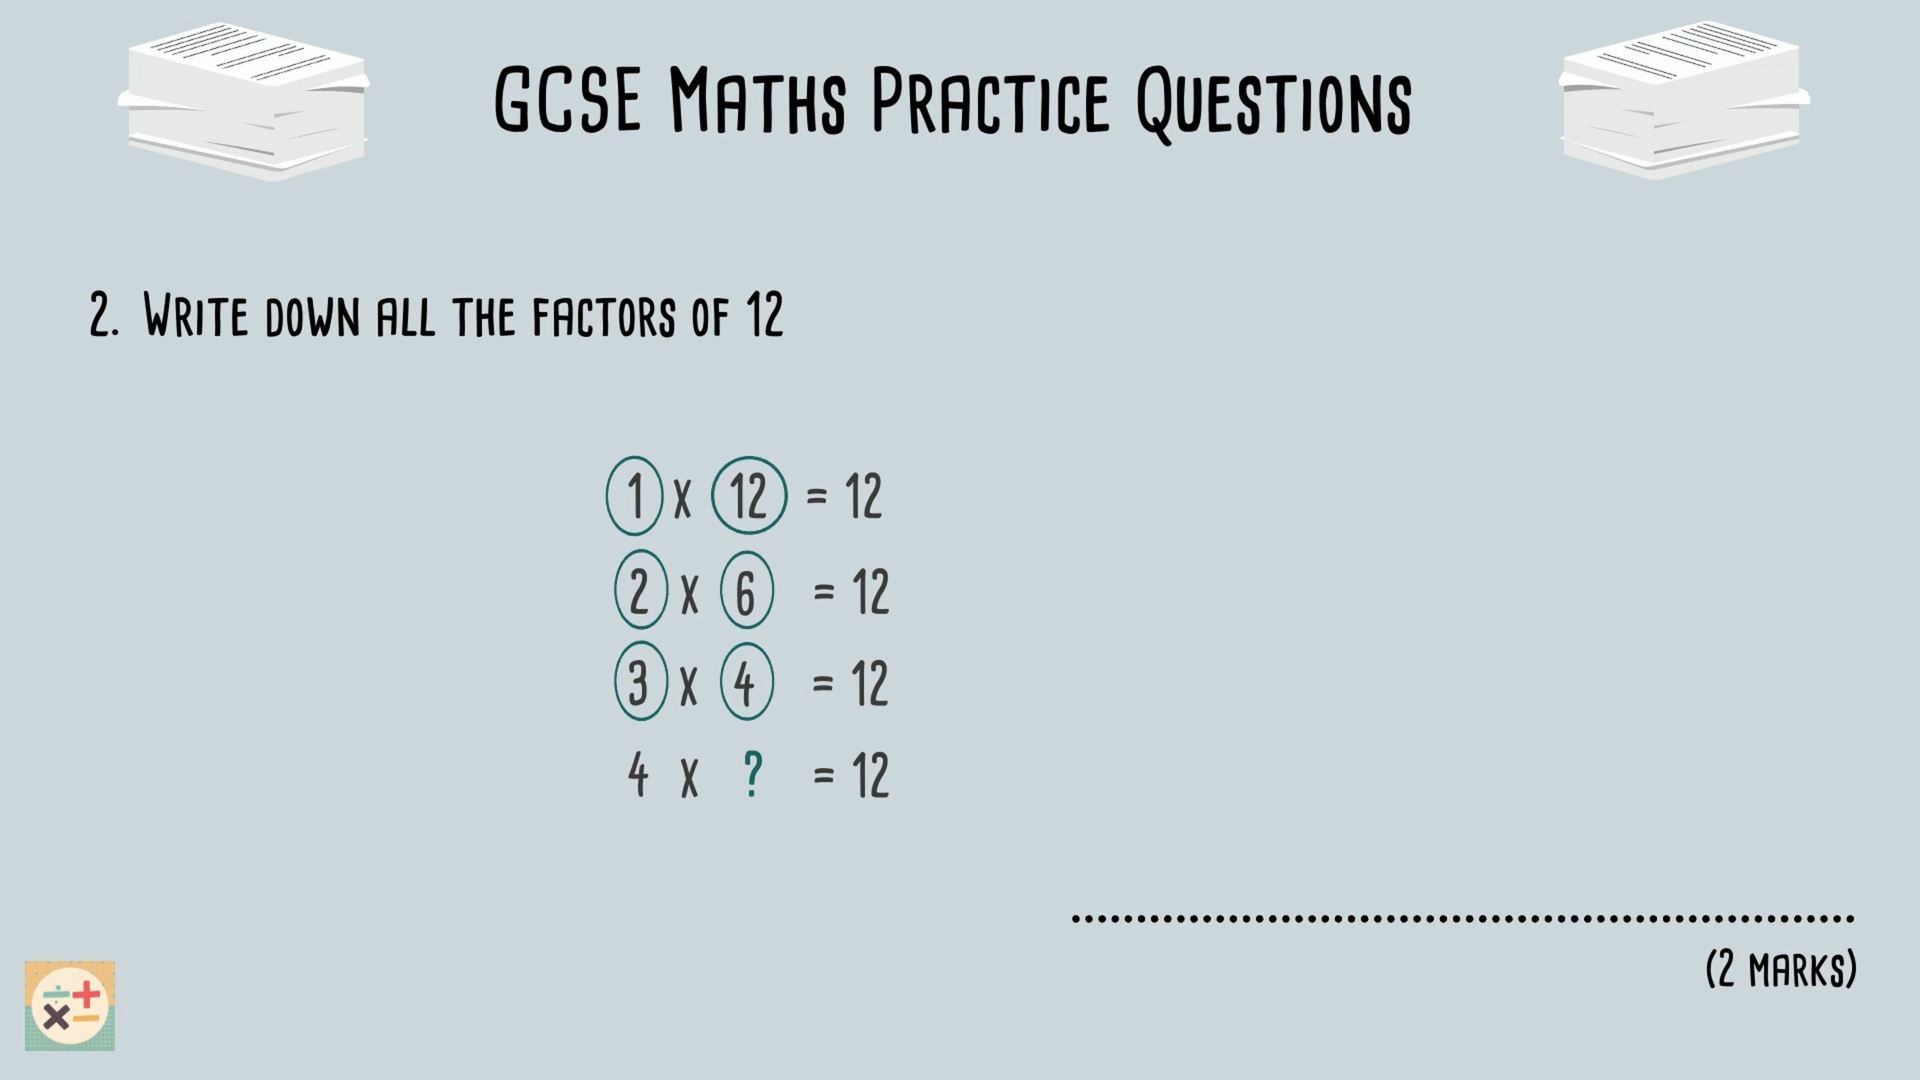 GCSE Maths Practice Questions
2. Write down all the factors of 12
1 x 12 = 12
2 x 6 = 12
3 x 4 = 12
4 x ? = 12
(2 marks)